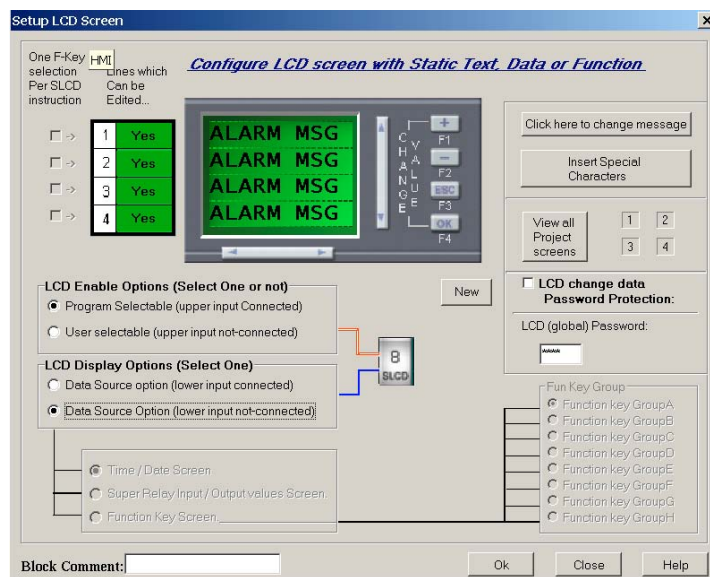 Setup LCD Screen
One F-Key
selection
Per SLCD
instruction
HMI
Lines which
Can be
Edited...
Configure LCD screen with Static Text, Data or Function
-> 1 Yes
-> 2 Yes
-> 3 Yes
-> 4 Yes
ALARM MSG
ALARM MSG
ALARM MSG
ALARM MSG
CHANGE
VALUE
+
F1
-
F2
ESC
F3
OK
F4
Click here to change message
Insert Special
Characters
View all
Project
screens
1 2
3 4
LCD Enable Options (Select One or not)
Program Selectable (upper input Connected)
User selectable (upper input not-connected)
New
LCD change data
Password Protection:
LCD (global) Password:
****
8
SLCD
LCD Display Options (Select One)
Data Source option (lower input connected)
Data Source Option (lower input not-connected)
Time / Date Screen
Super Relay Input / Output values Screen.
Function Key Screen.
Fun Key Group
Function key GroupA
Function key GroupB
Function key GroupC
Function key GroupD
Function key GroupE
Function key GroupF
Function key GroupG
Function key GroupH
Block Comment:
Ok Close Help